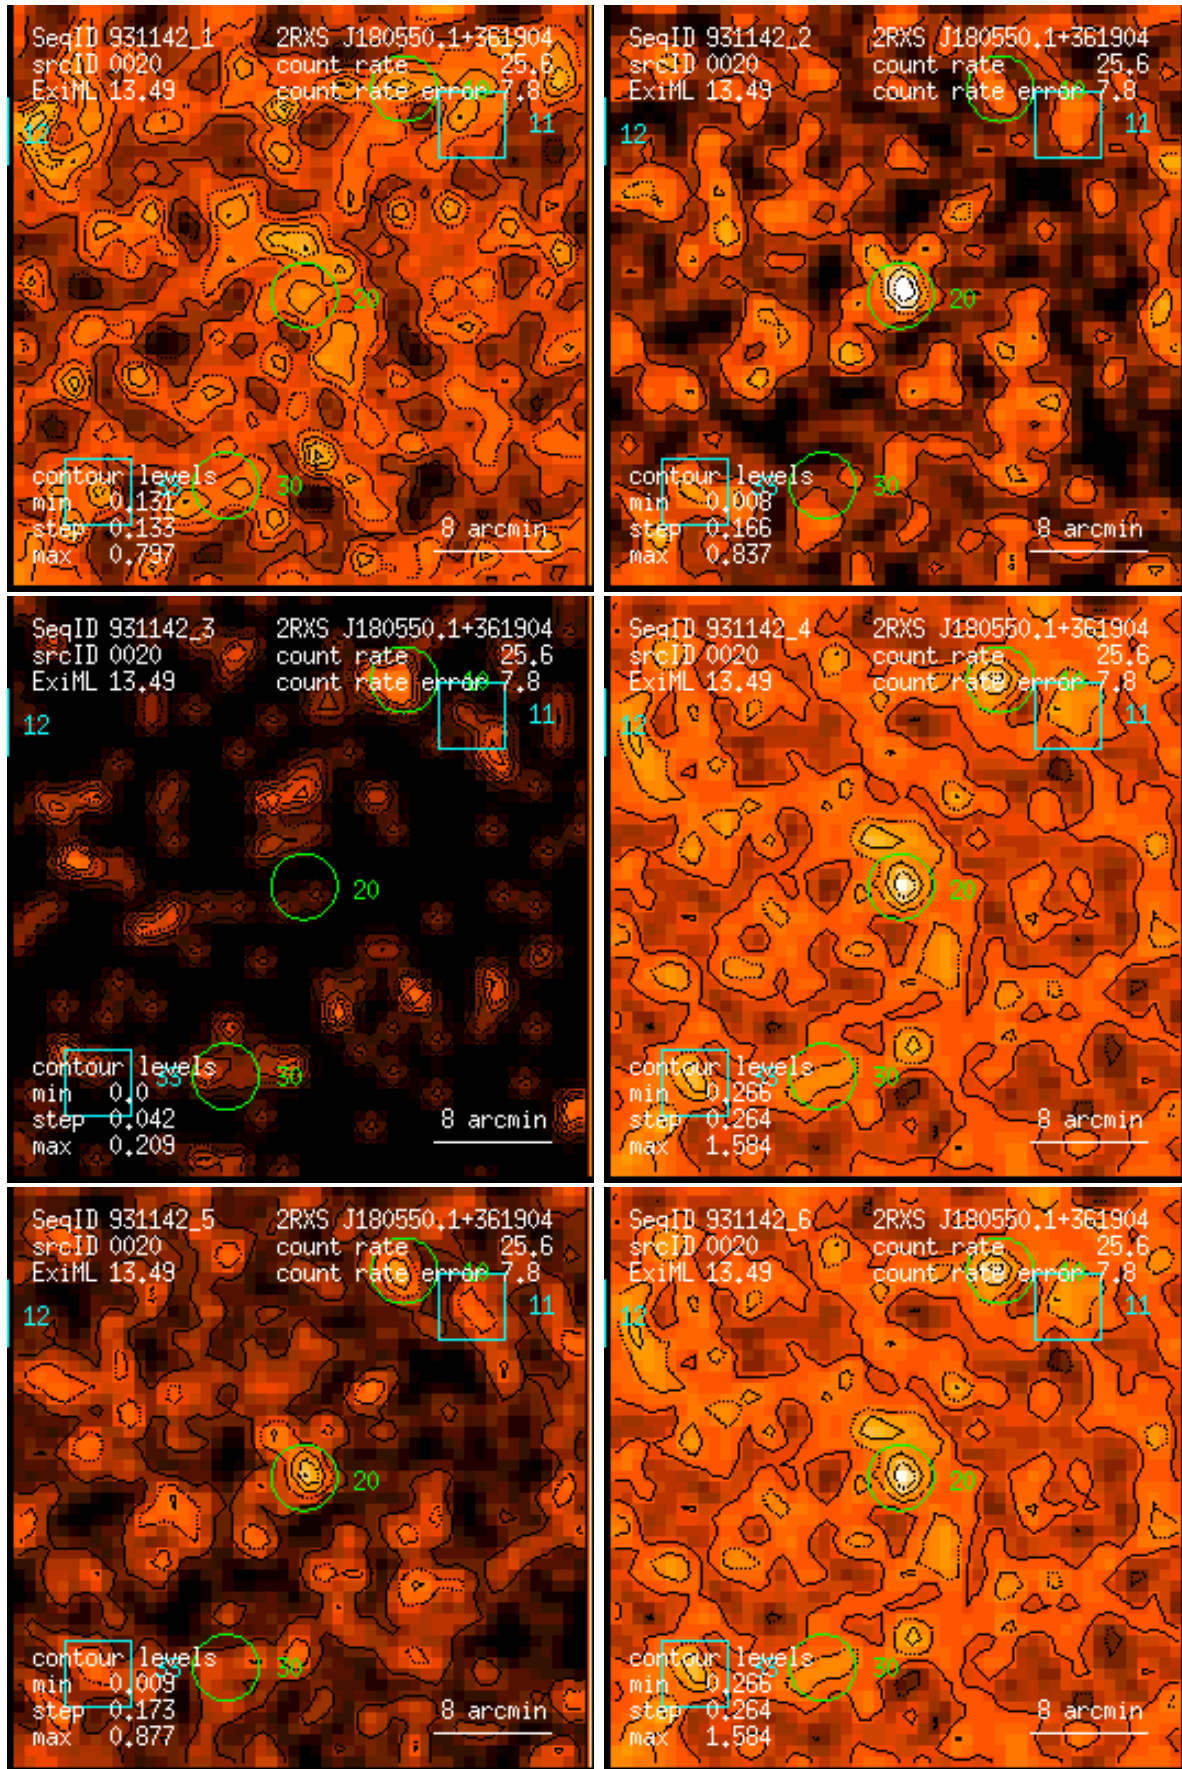 SeqID 931142_1 2RXS J180550.1+361904
srcID 0020 count rate 25.6
ExiML 13.49 count rate error 7.8
12 11
20
contour levels
33 30
min 0.131
step 0.133 8 arcmin
max 0.797
SeqID 931142_2 2RXS J180550.1+361904
srcID 0020 count rate 25.6
ExiML 13.49 count rate error 7.8
12 11
20
contour levels
30
min 0.008
step 0.166 8 arcmin
max 0.837
SeqID 931142_3 2RXS J180550.1+361904
srcID 0020 count rate 25.6
ExiML 13.49 count rate error 7.8
12 11
20
contour levels
33 30
min 0.0
step 0.042 8 arcmin
max 0.209
SeqID 931142_4 2RXS J180550.1+361904
srcID 0020 count rate 25.6
ExiML 13.49 count rate error 7.8
12 11
20
contour levels
33 30
min 0.266
step 0.264 8 arcmin
max 1.584
SeqID 931142_5 2RXS J180550.1+361904
srcID 0020 count rate 25.6
ExiML 13.49 count rate error 7.8
12 11
20
contour levels
33 30
min 0.009
step 0.173 8 arcmin
max 0.877
SeqID 931142_6 2RXS J180550.1+361904
srcID 0020 count rate 25.6
ExiML 13.49 count rate error 7.8
12 11
20
contour levels
33 30
min 0.266
step 0.264 8 arcmin
max 1.584